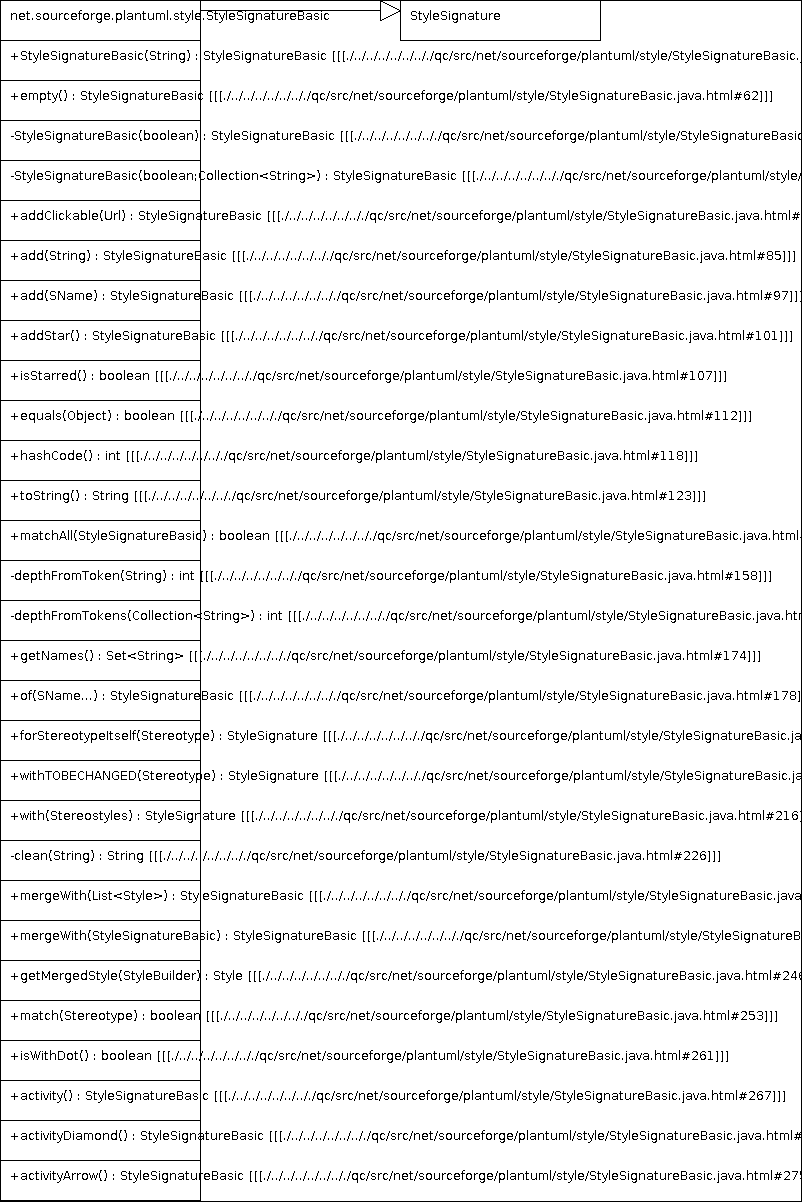 net.sourceforge.plantuml.style.StyleSignatureBasic
StyleSignature
+StyleSignatureBasic(String) : StyleSignatureBasic [[[./../../../../../../qc/src/net/sourceforge/plantuml/style/StyleSignatureBasic.
+empty() : StyleSignatureBasic [[[./../../../../../../qc/src/net/sourceforge/plantuml/style/StyleSignatureBasic.java.html#62]]]
-StyleSignatureBasic(boolean) : StyleSignatureBasic [[[./../../../../../../qc/src/net/sourceforge/plantuml/style/StyleSignatureBasic
-StyleSignatureBasic(boolean;Collection<String>) : StyleSignatureBasic [[[./../../../../../../qc/src/net/sourceforge/plantuml/style/
+addClickable(Url) : StyleSignatureBasic [[[./../../../../../../qc/src/net/sourceforge/plantuml/style/StyleSignatureBasic.java.html#
+add(String) : StyleSignatureBasic [[[./../../../../../../qc/src/net/sourceforge/plantuml/style/StyleSignatureBasic.java.html#85]]]
+add(SName) : StyleSignatureBasic [[[./../../../../../../qc/src/net/sourceforge/plantuml/style/StyleSignatureBasic.java.html#97]]]
+addStar() : StyleSignatureBasic [[[./../../../../../../qc/src/net/sourceforge/plantuml/style/StyleSignatureBasic.java.html#101]]]
+isStarred() : boolean [[[./../../../../../../qc/src/net/sourceforge/plantuml/style/StyleSignatureBasic.java.html#107]]]
+equals(Object) : boolean [[[./../../../../../../qc/src/net/sourceforge/plantuml/style/StyleSignatureBasic.java.html#112]]]
+hashCode() : int [[[./../../../../../../qc/src/net/sourceforge/plantuml/style/StyleSignatureBasic.java.html#118]]]
+toString() : String [[[./../../../../../../qc/src/net/sourceforge/plantuml/style/StyleSignatureBasic.java.html#123]]]
+matchAll(StyleSignatureBasic) : boolean [[[./../../../../../../qc/src/net/sourceforge/plantuml/style/StyleSignatureBasic.java.html
-depthFromToken(String) : int [[[./../../../../../../qc/src/net/sourceforge/plantuml/style/StyleSignatureBasic.java.html#158]]]
-depthFromTokens(Collection<String>) : int [[[./../../../../../../qc/src/net/sourceforge/plantuml/style/StyleSignatureBasic.java.htm
+getNames() : Set<String> [[[./../../../../../../qc/src/net/sourceforge/plantuml/style/StyleSignatureBasic.java.html#174]]]
+of(SName...) : StyleSignatureBasic [[[./../../../../../../qc/src/net/sourceforge/plantuml/style/StyleSignatureBasic.java.html#178]
+forStereotypeItself(Stereotype) : StyleSignature [[[./../../../../../../qc/src/net/sourceforge/plantuml/style/StyleSignatureBasic.ja
+withTOBECHANGED(Stereotype) : StyleSignature [[[./../../../../../../qc/src/net/sourceforge/plantuml/style/StyleSignatureBasic.ja
+with(Stereostyles) : StyleSignature [[[./../../../../../../qc/src/net/sourceforge/plantuml/style/StyleSignatureBasic.java.html#216]
-clean(String) : String [[[./../../../../../../qc/src/net/sourceforge/plantuml/style/StyleSignatureBasic.java.html#226]]]
+mergeWith(List<Style>) : StyleSignatureBasic [[[./../../../../../../qc/src/net/sourceforge/plantuml/style/StyleSignatureBasic.java
+mergeWith(StyleSignatureBasic) : StyleSignatureBasic [[[./../../../../../../qc/src/net/sourceforge/plantuml/style/StyleSignatureB
+getMergedStyle(StyleBuilder) : Style [[[./../../../../../../qc/src/net/sourceforge/plantuml/style/StyleSignatureBasic.java.html#246
+match(Stereotype) : boolean [[[./../../../../../../qc/src/net/sourceforge/plantuml/style/StyleSignatureBasic.java.html#253]]]
+isWithDot() : boolean [[[./../../../../../../qc/src/net/sourceforge/plantuml/style/StyleSignatureBasic.java.html#261]]]
+activity() : StyleSignatureBasic [[[./../../../../../../qc/src/net/sourceforge/plantuml/style/StyleSignatureBasic.java.html#267]]]
+activityDiamond() : StyleSignatureBasic [[[./../../../../../../qc/src/net/sourceforge/plantuml/style/StyleSignatureBasic.java.html#
+activityArrow() : StyleSignatureBasic [[[./../../../../../../qc/src/net/sourceforge/plantuml/style/StyleSignatureBasic.java.html#275